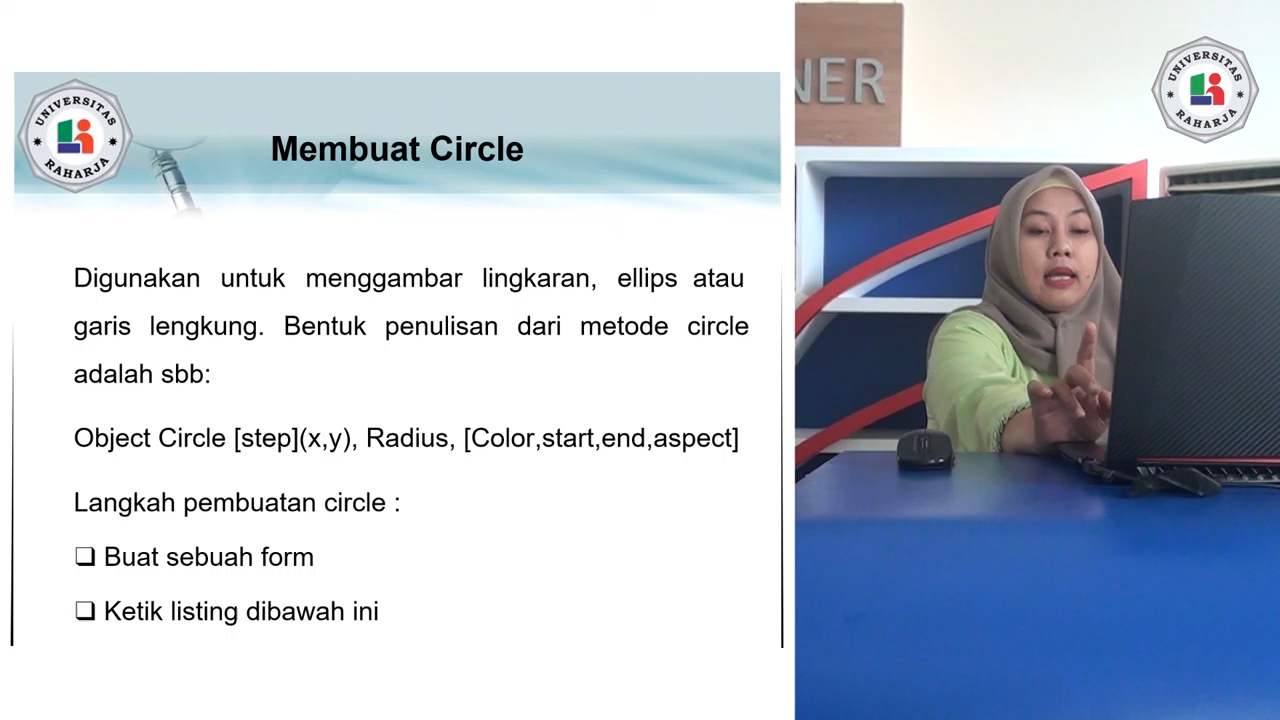 UNIVERSITAS
RAHARJA
Membuat Circle
Digunakan untuk menggambar lingkaran, ellips atau
garis lengkung. Bentuk penulisan dari metode circle
adalah sbb:
Object Circle [step](x,y), Radius, [Color,start,end,aspect]
Langkah pembuatan circle :
❑ Buat sebuah form
❑ Ketik listing dibawah ini
NER
UNIVERSITAS
RAHARJA